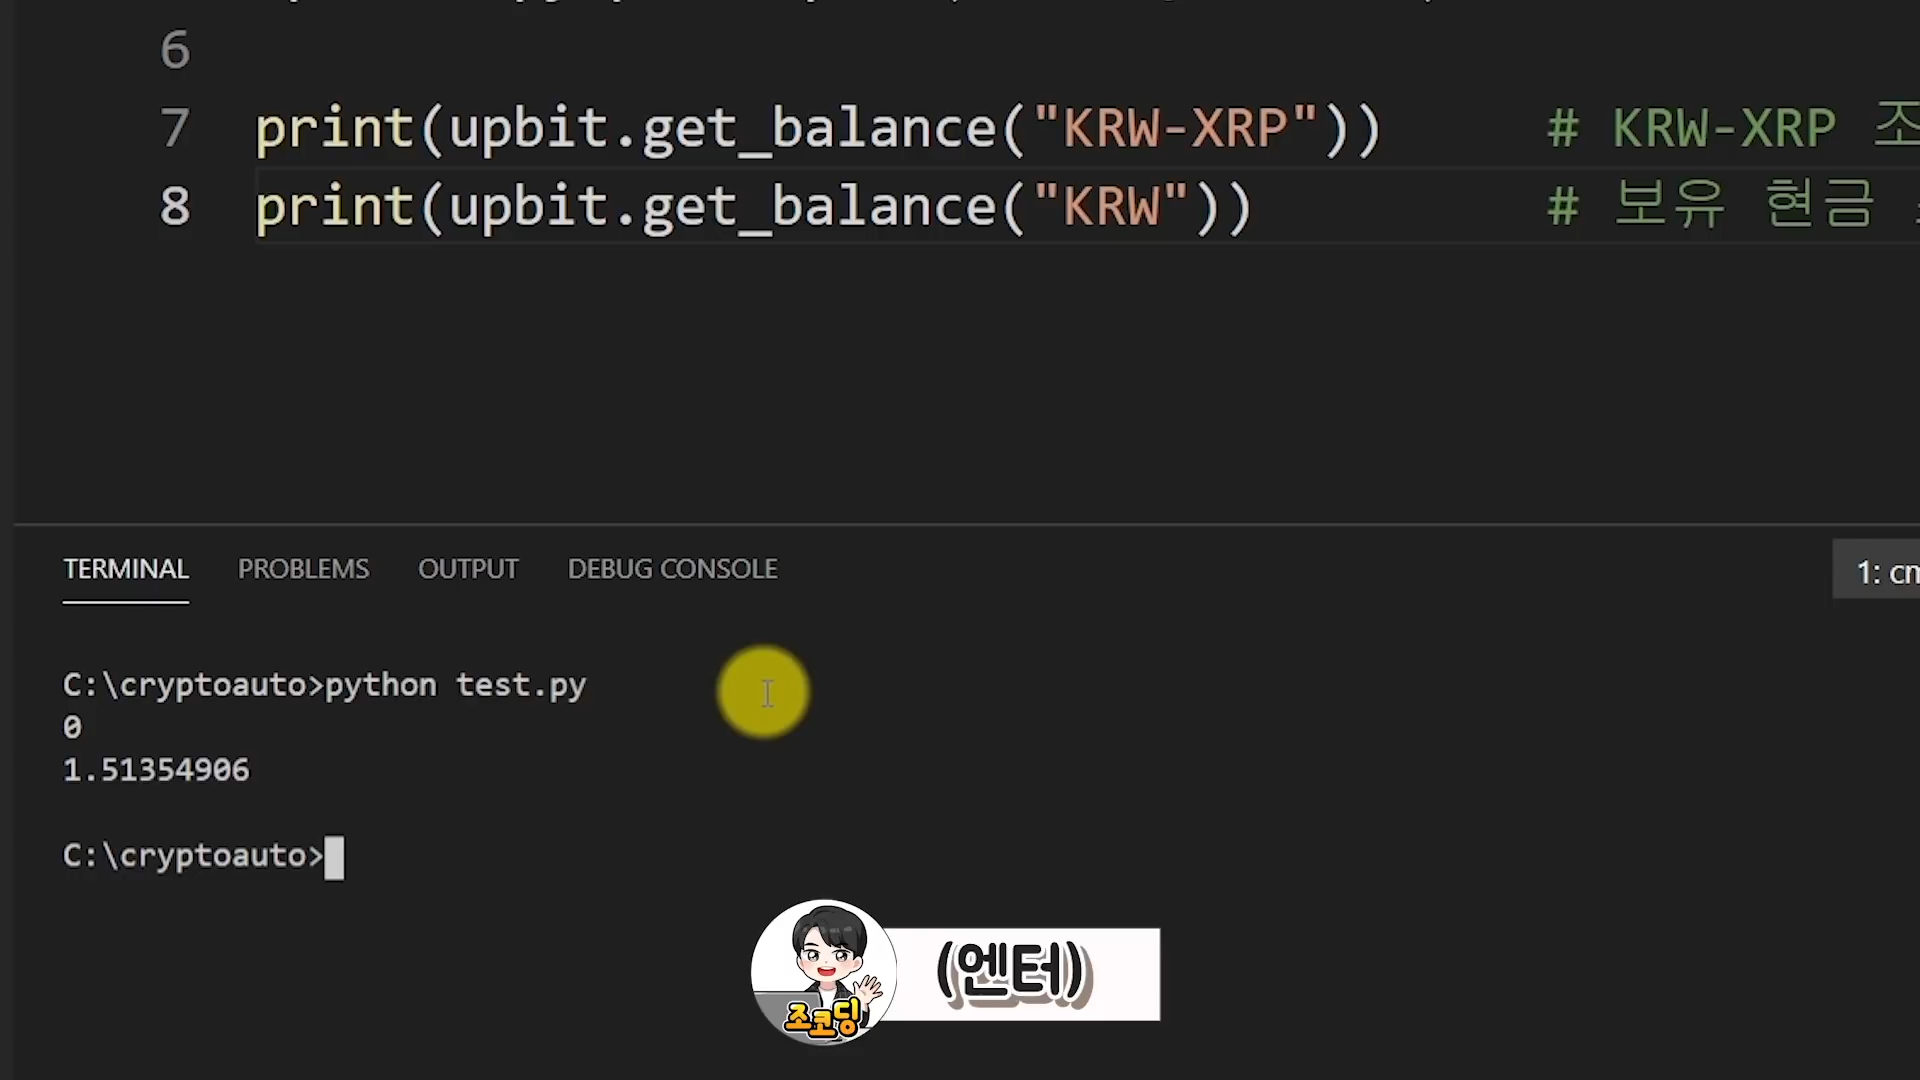 6
7 print(upbit.get_balance("KRW-XRP")) # KRW-XRP 조
8 print(upbit.get_balance("KRW")) # 보유 현금
TERMINAL PROBLEMS OUTPUT DEBUG CONSOLE
1: cm
C:\cryptoauto>python test.py
0
1.51354906
C:\cryptoauto>
(엔터)
조코딩